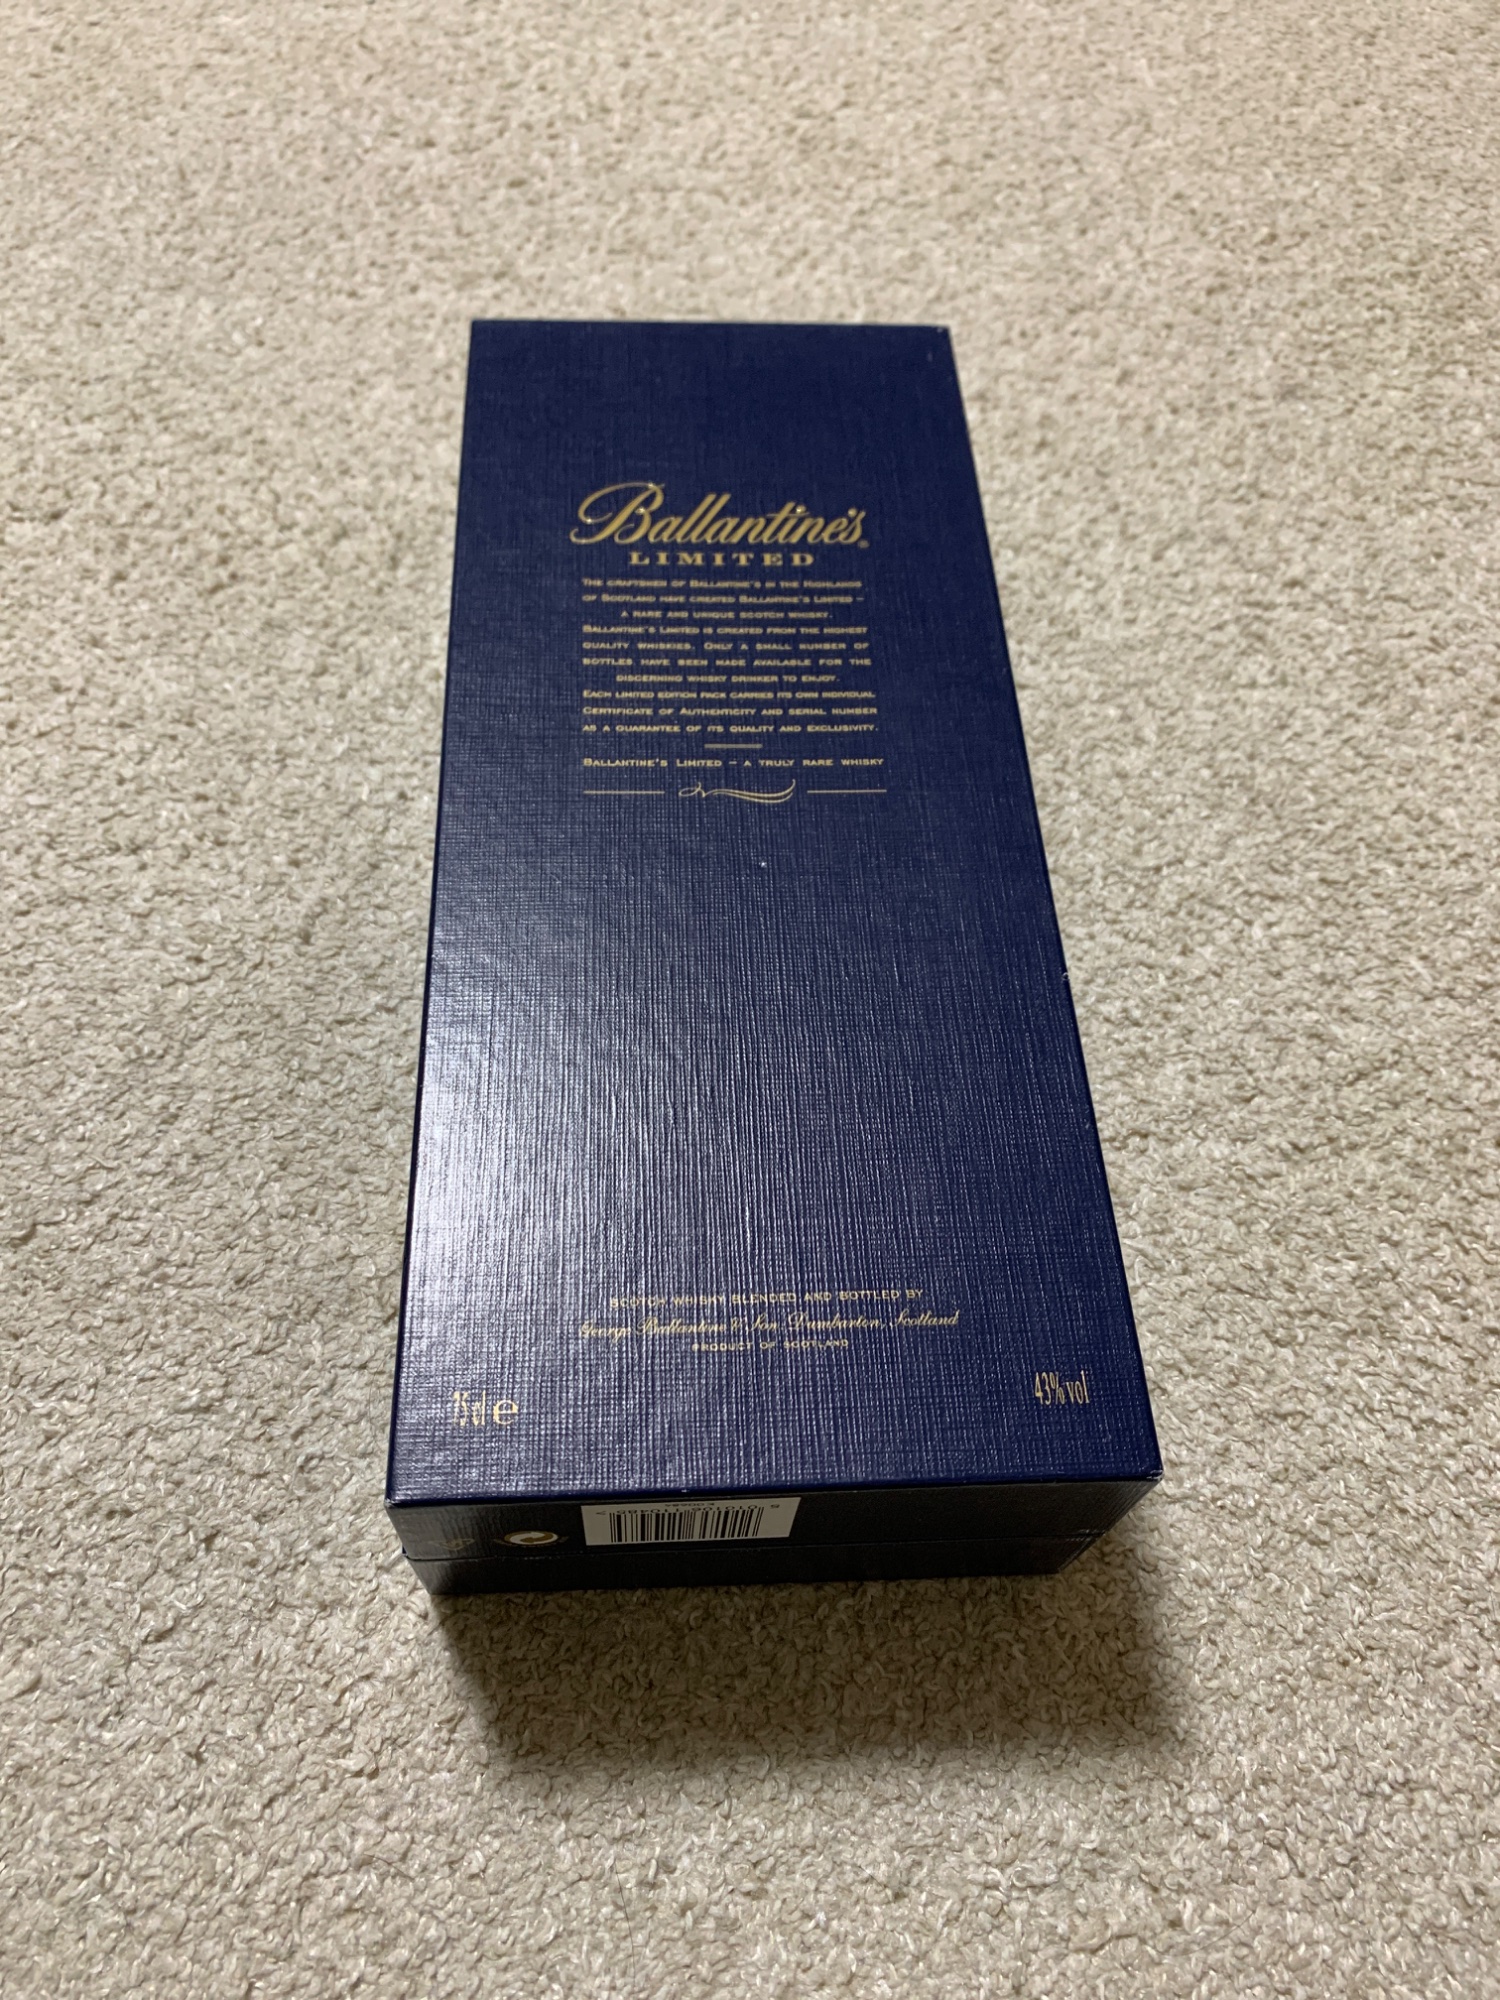 Ballantine's®
LIMITED
THE CRAFTSMEN OF BALLANTINE'S IN THE HIGHLANDS
OF SCOTLAND HAVE CREATED BALLANTINE'S LIMITED –
A RARE AND UNIQUE SCOTCH WHISKY.
BALLANTINE'S LIMITED IS CREATED FROM THE HIGHEST
QUALITY WHISKIES. ONLY A SMALL NUMBER OF
BOTTLES HAVE BEEN MADE AVAILABLE FOR THE
DISCERNING WHISKY DRINKER TO ENJOY.
EACH LIMITED EDITION PACK CARRIES ITS OWN INDIVIDUAL
CERTIFICATE OF AUTHENTICITY AND SERIAL NUMBER
AS A GUARANTEE OF ITS QUALITY AND EXCLUSIVITY.
BALLANTINE'S LIMITED – A TRULY RARE WHISKY
SCOTCH WHISKY BLENDED AND BOTTLED BY
George Ballantine & Son Dumbarton, Scotland
PRODUCT OF SCOTLAND
75 cl e
43% vol